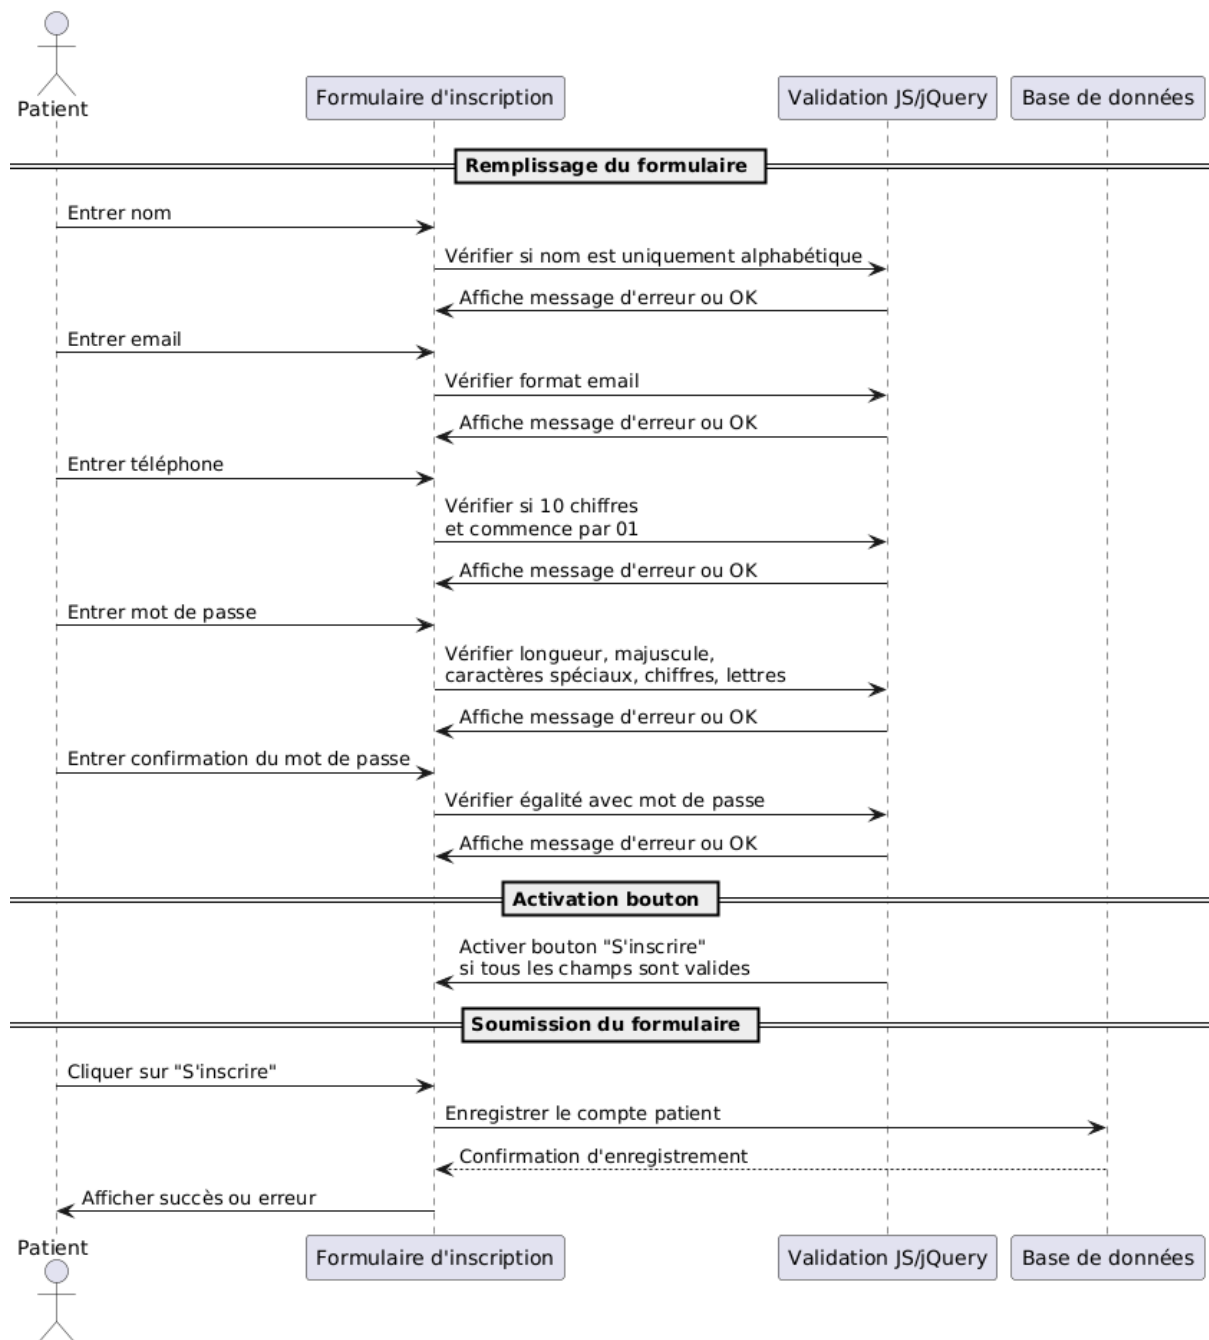 Patient
Formulaire d'inscription
Validation JS/jQuery
Base de données
Remplissage du formulaire
Entrer nom
Vérifier si nom est uniquement alphabétique
Affiche message d'erreur ou OK
Entrer email
Vérifier format email
Affiche message d'erreur ou OK
Entrer téléphone
Vérifier si 10 chiffres
et commence par 01
Affiche message d'erreur ou OK
Entrer mot de passe
Vérifier longueur, majuscule,
caractères spéciaux, chiffres, lettres
Affiche message d'erreur ou OK
Entrer confirmation du mot de passe
Vérifier égalité avec mot de passe
Affiche message d'erreur ou OK
Activation bouton
Activer bouton "S'inscrire"
si tous les champs sont valides
Soumission du formulaire
Cliquer sur "S'inscrire"
Enregistrer le compte patient
Confirmation d'enregistrement
Afficher succès ou erreur
Patient
Formulaire d'inscription
Validation JS/jQuery
Base de données